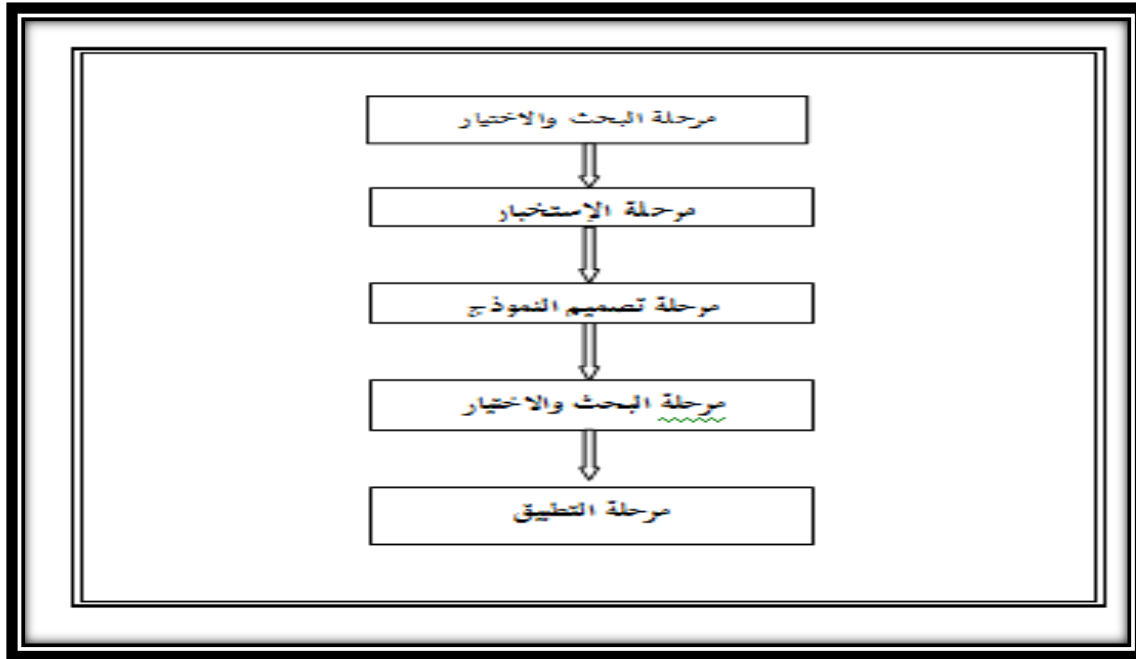 مرحلة البحث والاختيار
مرحلة الإستخبار
مرحلة تصميم النموذج
مرحلة البحث والاختيار
مرحلة التطبيق